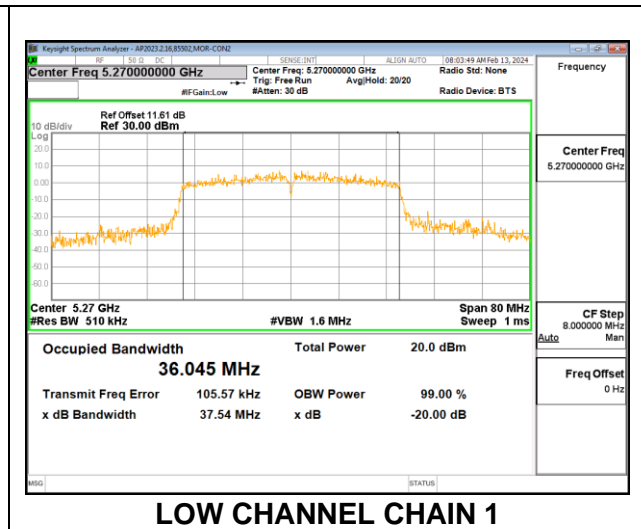 Keysight Spectrum Analyzer - AP2023.2.16,85502,MOR-CON2
RF 50 Ω DC SENSE:INT ALIGN AUTO 08:03:49 AM Feb 13, 2024
Center Freq 5.270000000 GHz
Center Freq: 5.270000000 GHz
Radio Std: None
Trig: Free Run Avg|Hold: 20/20
#IFGain:Low
#Atten: 30 dB
Radio Device: BTS
Frequency
Ref Offset 11.61 dB
10 dB/div Ref 30.00 dBm
Log
20.0
10.0
0.00
-10.0
-20.0
-30.0
-40.0
-50.0
-60.0
Center Freq
5.270000000 GHz
Center 5.27 GHz Span 80 MHz
#Res BW 510 kHz #VBW 1.6 MHz Sweep 1 ms
CF Step
8.000000 MHz
Auto Man
Occupied Bandwidth Total Power 20.0 dBm
36.045 MHz
Transmit Freq Error 105.57 kHz OBW Power 99.00 %
x dB Bandwidth 37.54 MHz x dB -20.00 dB
Freq Offset
0 Hz
MSG STATUS
LOW CHANNEL CHAIN 1